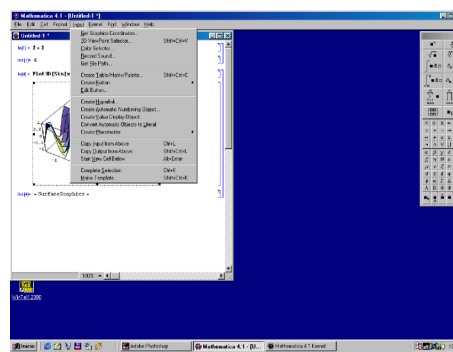 Mathematica 4.1 - [Untitled-1 *]
File Edit Cell Format Input Kernel Find Window Help
Untitled-1 *
In[1]:= 2 + 2
Out[1]= 4
Plot3D[Sin[x
Out[4]= - SurfaceGraphics -
Get Graphics Coordinates...
3D ViewPoint Selector... Shift+Ctrl+V
Color Selector...
Record Sound...
Get File Path...
Create Table/Matrix/Palette... Shift+Ctrl+C
Create Button
Edit Button...
Create Hyperlink...
Create Automatic Numbering Object...
Create Value Display Object...
Convert Automatic Objects to Literal
Create Placeholder
Copy Input from Above Ctrl+L
Copy Output from Above Shift+Ctrl+L
Start New Cell Below Alt+Enter
Complete Selection Ctrl+K
Make Template Shift+Ctrl+K
100%
WinTel 2000
Inicio
Adobe Photoshop
Mathematica 4.1 - [U...
Mathematica 4.1 Kernel